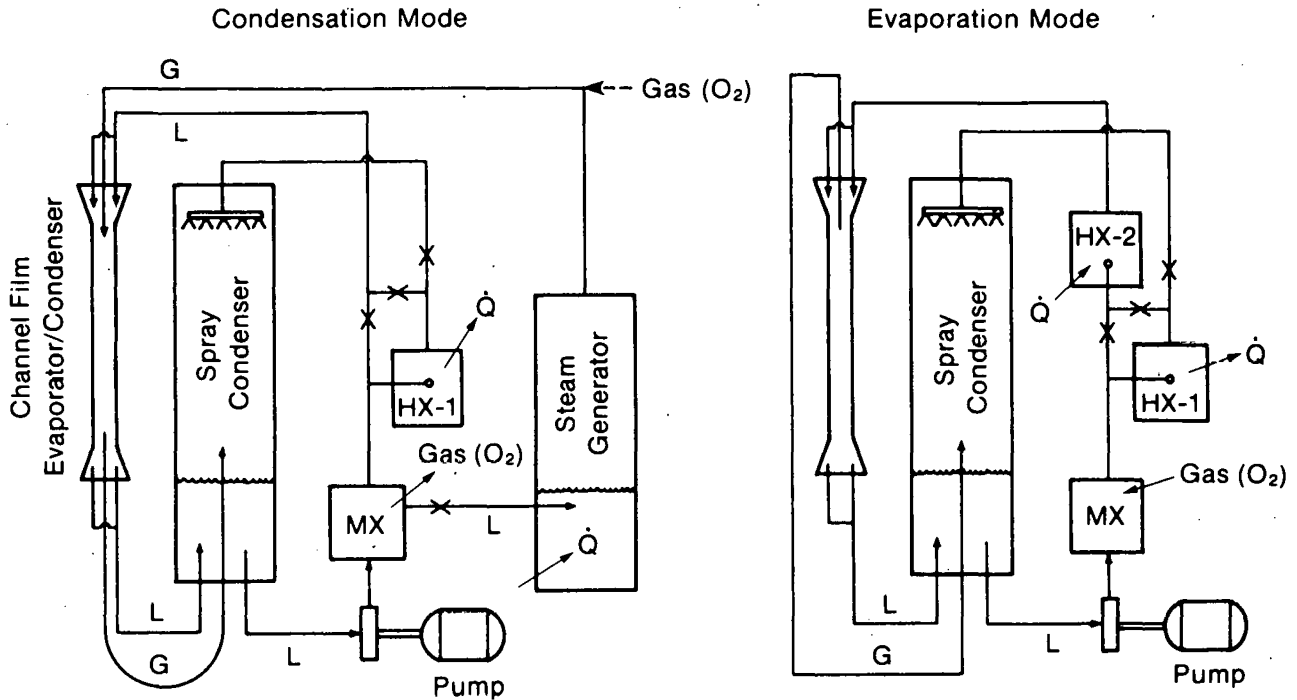 Condensation Mode
G
Gas (O₂)
L
Channel Film
Evaporator/Condenser
Spray
Condenser
Q̇
HX-1
Steam
Generator
Gas (O₂)
MX
L
Q̇
L
G
L
Pump
Evaporation Mode
HX-2
Q̇
Spray
Condenser
Q̇
HX-1
Gas (O₂)
MX
L
G
L
Pump